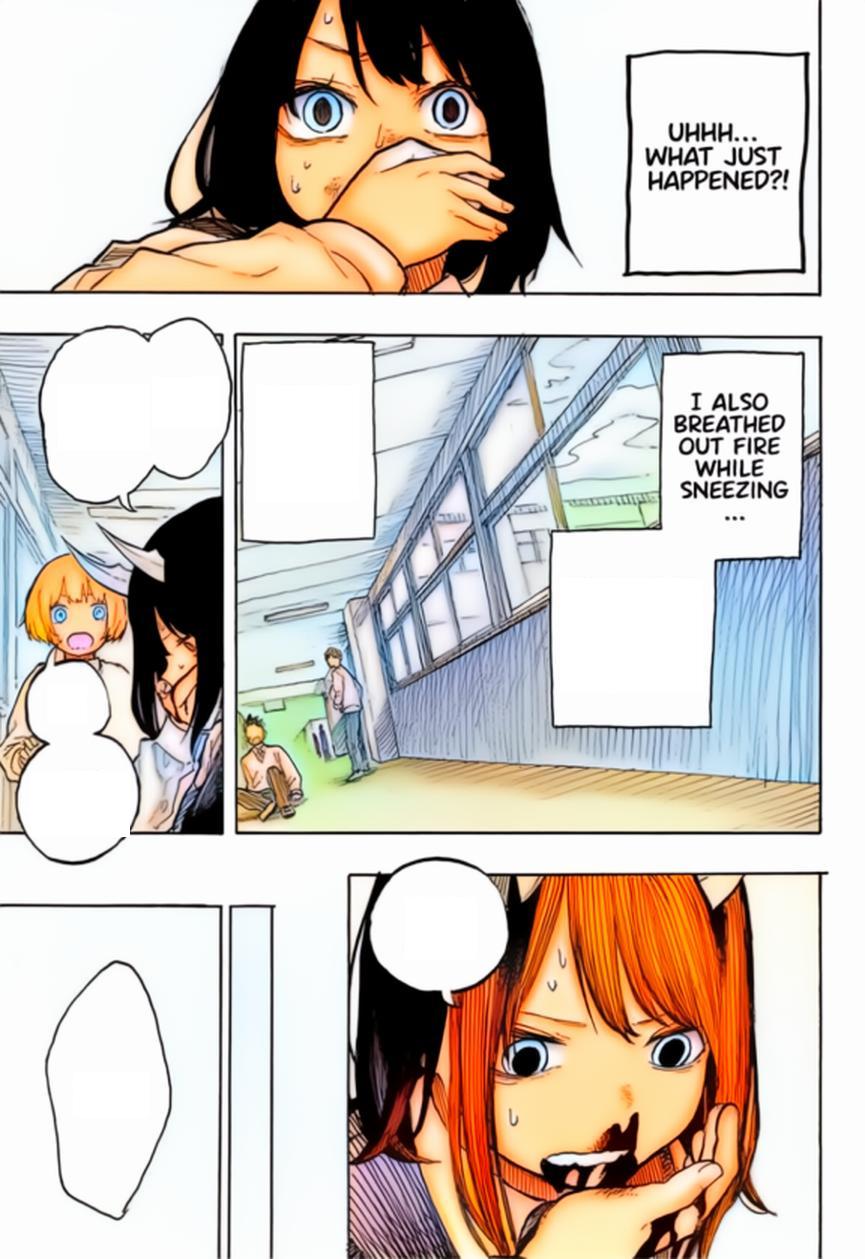 UHHH...
WHAT JUST
HAPPENED?!
I ALSO
BREATHED
OUT FIRE
WHILE
SNEEZING
...